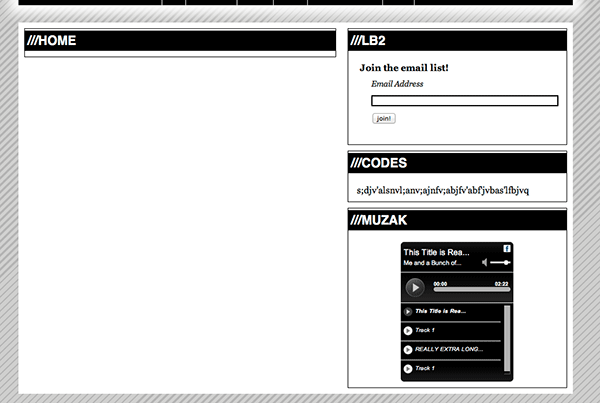 ///HOME
///LB2
Join the email list!
Email Address
join!
///CODES
s;djv'alsnvl;anv;ajnfv;abjfv'abf'jvbas'lfbjvq
///MUZAK
f
This Title is Rea...
Me and a Bunch of...
00:00 02:22
This Title is Rea...
Track 1
REALLY EXTRA LONG...
Track 1